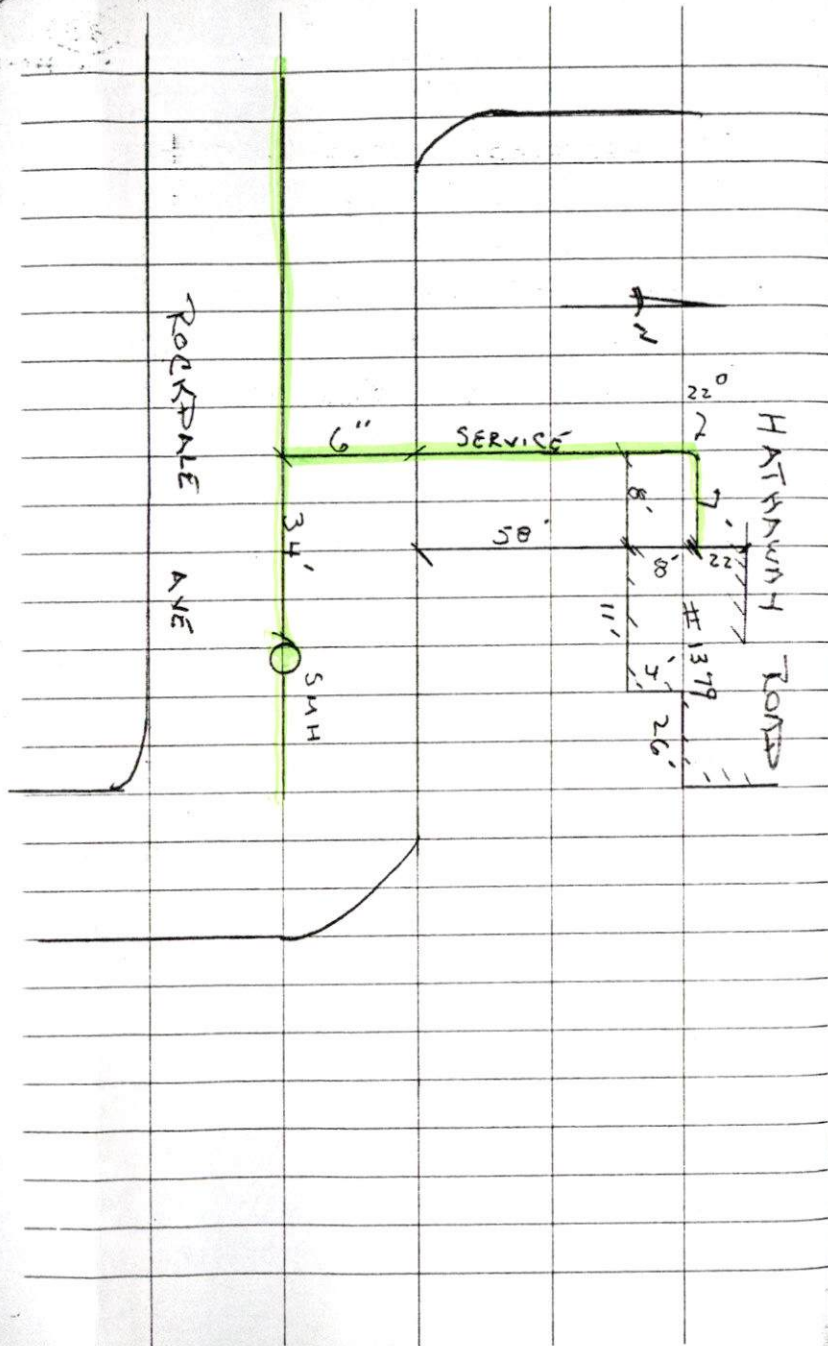 ROCKDALE AVE
HATHAWAY ROAD
N
22°
6"
SERVICE
8'
7'
34'
58'
8'
22
11'
4'
# 1379
26'
SMH